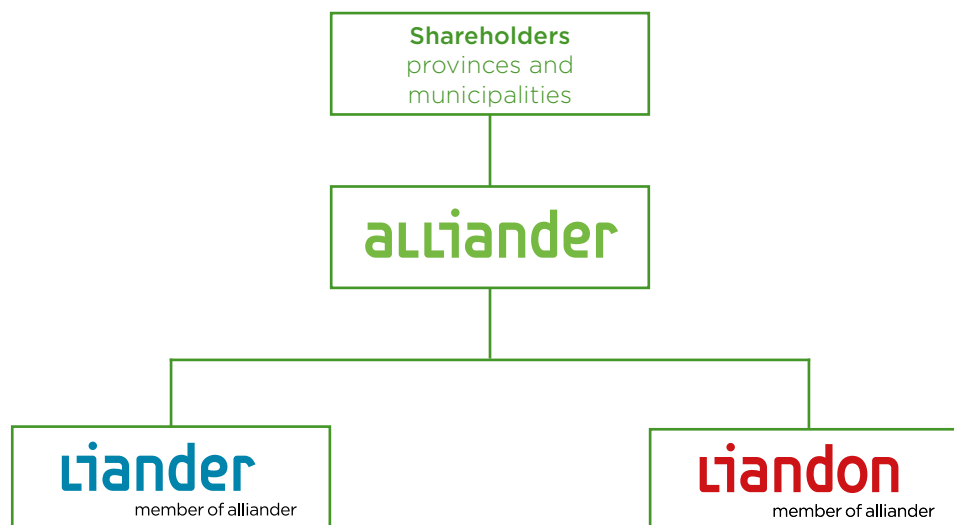 Shareholders
provinces and
municipalities
alliander
liander
member of alliander
liandon
member of alliander